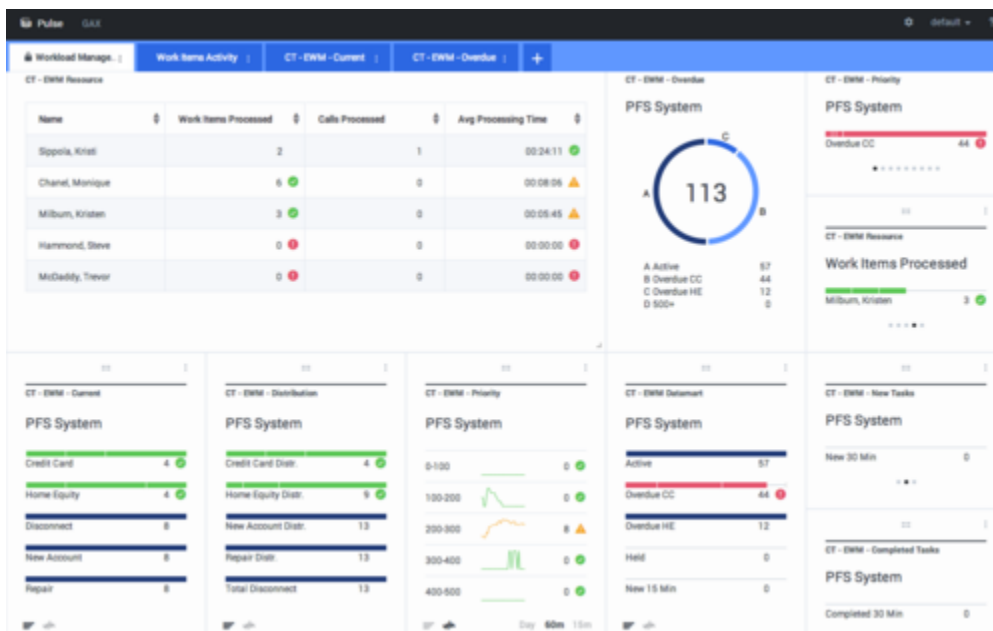 Pulse GAX default
Workload Manage.. Work Items Activity CT - EWM - Current CT - EWM - Overdue +
CT - EWM Resource
Name Work Items Processed Calls Processed Avg Processing Time
Sippola, Kristi 2 1 00:24:11
Chanel, Monique 6 0 00:08:06
Milburn, Kristen 3 0 00:05:45
Hammond, Steve 0 0 00:00:00
McDaddy, Trevor 0 0 00:00:00
CT - EWM - Overdue
PFS System
C
A 113 B
A Active 57
B Overdue CC 44
C Overdue HE 12
D 500+ 0
CT - EWM - Priority
PFS System
Overdue CC 44
CT - EWM Resource
Work Items Processed
Milburn, Kristen 3
CT - EWM - Current
PFS System
Credit Card 4
Home Equity 4
Disconnect 8
New Account 8
Repair 8
CT - EWM - Distribution
PFS System
Credit Card Distr. 4
Home Equity Distr. 9
New Account Distr. 13
Repair Distr. 13
Total Disconnect 13
CT - EWM - Priority
PFS System
0-100 0
100-200 0
200-300 8
300-400 0
400-500 0
Day 60m 15m
CT - EWM Datamart
PFS System
Active 57
Overdue CC 44
Overdue HE 12
Held 0
New 15 Min 0
CT - EWM - New Tasks
PFS System
New 30 Min 0
CT - EWM - Completed Tasks
PFS System
Completed 30 Min 0